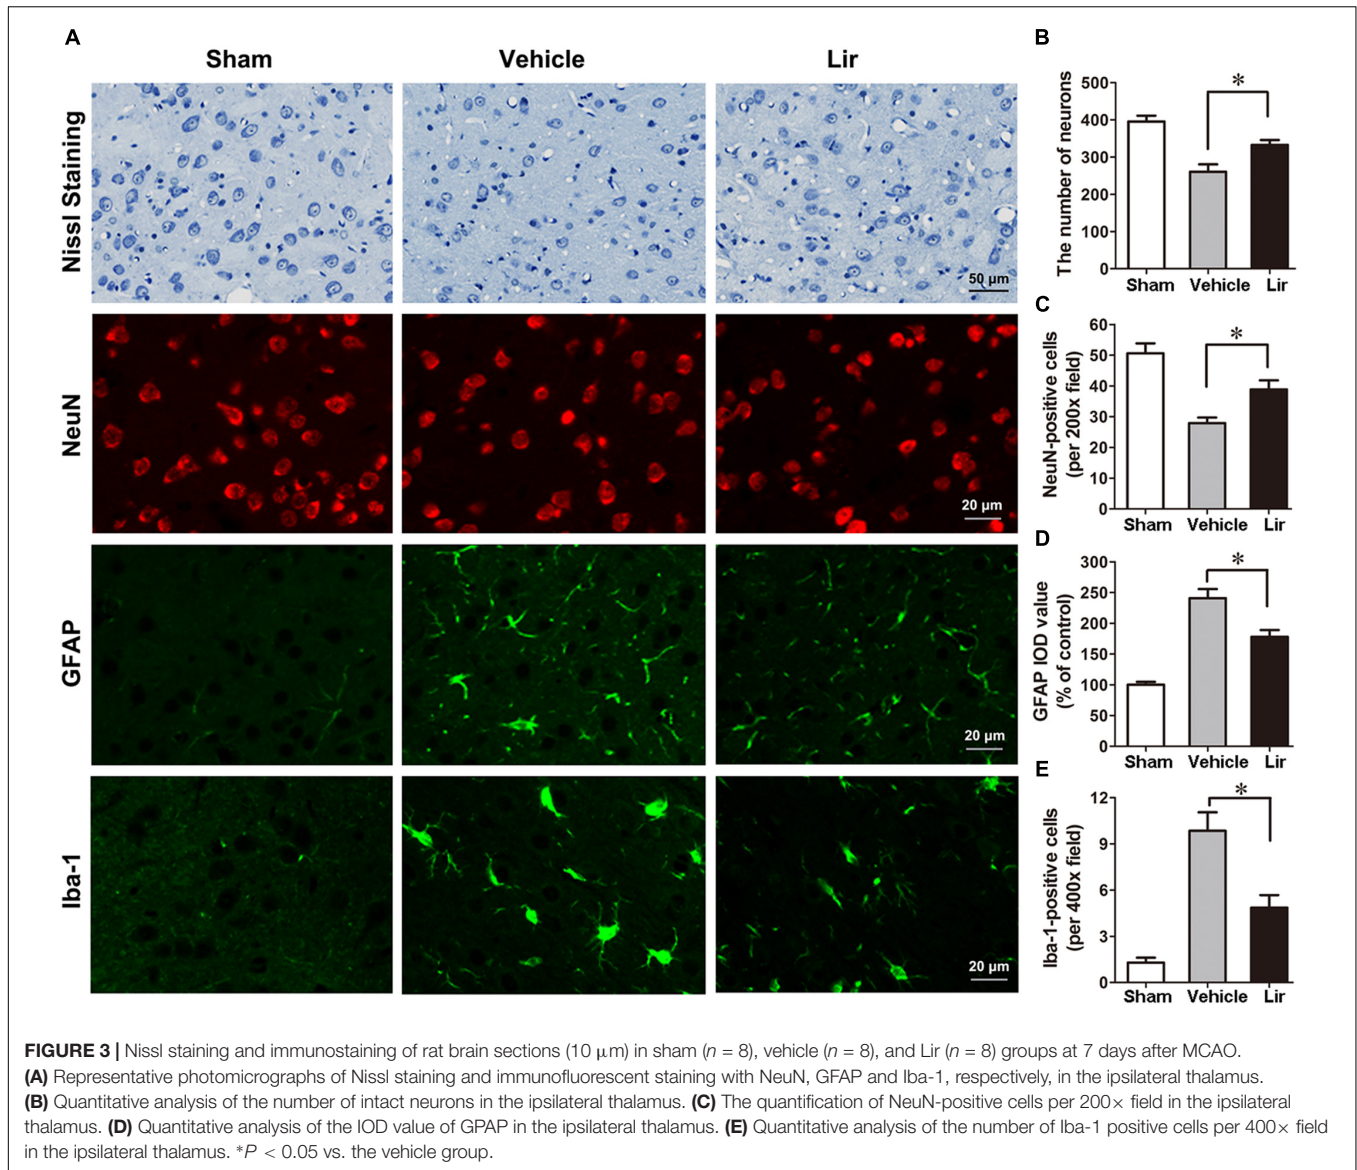 A
Sham
Vehicle
Lir
Nissl Staining
50 μm
NeuN
20 μm
GFAP
20 μm
Iba-1
20 μm
B
The number of neurons
500
400
300
200
100
0
*
Sham Vehicle Lir
C
NeuN-positive cells
(per 200x field)
60
50
40
30
20
10
0
*
Sham Vehicle Lir
D
GFAP IOD value
(% of control)
300
250
200
150
100
50
0
*
Sham Vehicle Lir
E
Iba-1-positive cells
(per 400x field)
12
9
6
3
0
*
Sham Vehicle Lir
FIGURE 3 | Nissl staining and immunostaining of rat brain sections (10 μm) in sham (n = 8), vehicle (n = 8), and Lir (n = 8) groups at 7 days after MCAO.
(A) Representative photomicrographs of Nissl staining and immunofluorescent staining with NeuN, GFAP and Iba-1, respectively, in the ipsilateral thalamus.
(B) Quantitative analysis of the number of intact neurons in the ipsilateral thalamus. (C) The quantification of NeuN-positive cells per 200× field in the ipsilateral
thalamus. (D) Quantitative analysis of the IOD value of GPAP in the ipsilateral thalamus. (E) Quantitative analysis of the number of Iba-1 positive cells per 400× field
in the ipsilateral thalamus. *P < 0.05 vs. the vehicle group.